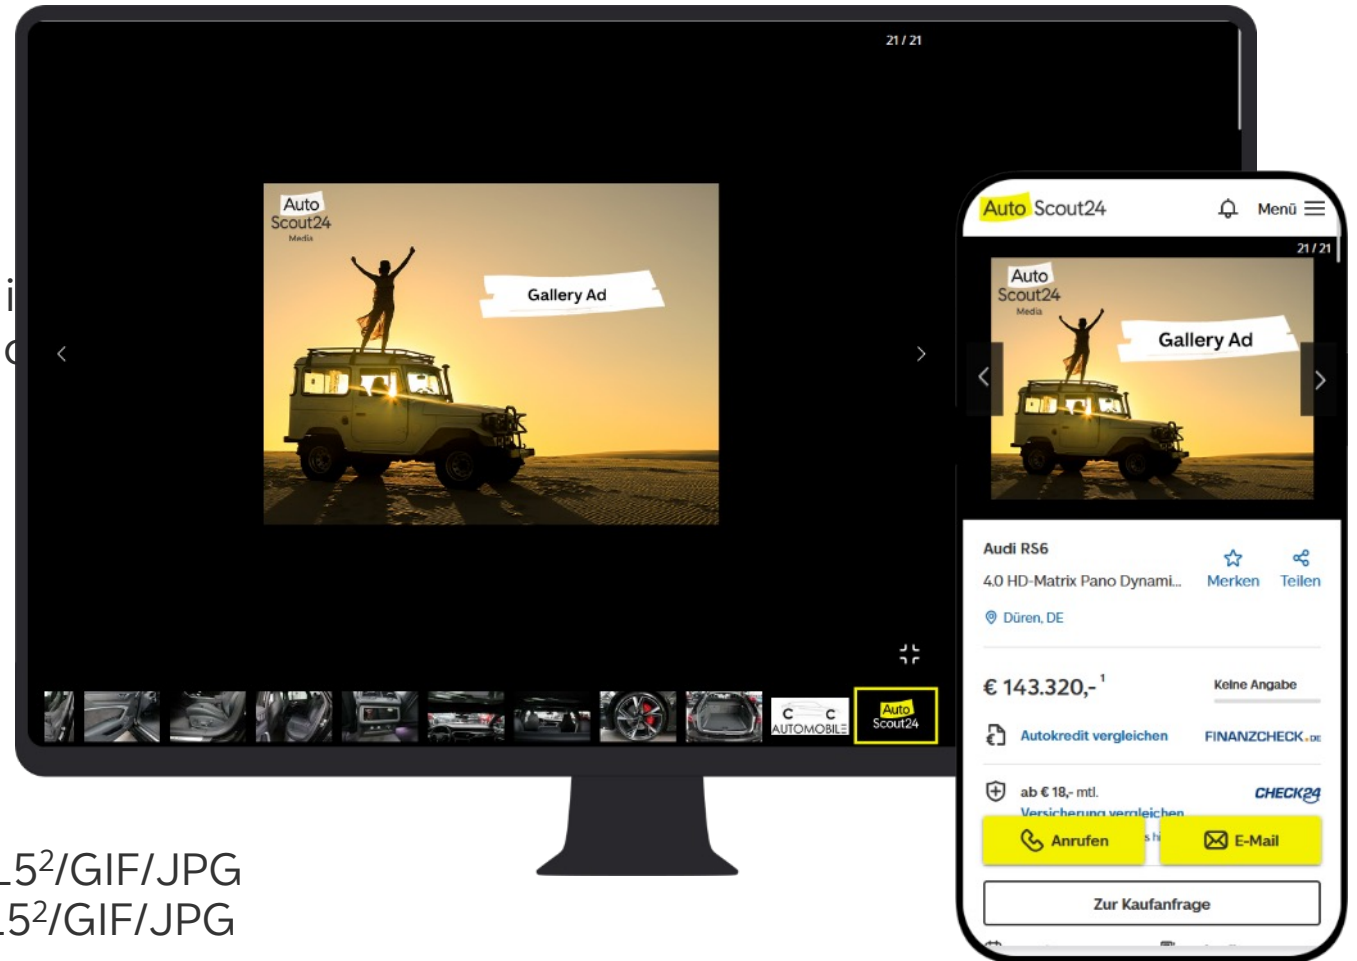 21 / 21
Auto
Scout24
Media
Gallery Ad
C C
AUTOMOBILE
Auto
Scout24
L5²/GIF/JPG
L5²/GIF/JPG
Auto Scout24
Menü
21 / 21
Auto
Scout24
Media
Gallery Ad
Audi RS6
4.0 HD-Matrix Pano Dynami...
Merken
Teilen
Düren, DE
€ 143.320,- 1
Keine Angabe
Autokredit vergleichen
FINANZCHECK.DE
ab € 18,- mtl.
CHECK24
Versicherung vergleichen
Anrufen
E-Mail
Zur Kaufanfrage